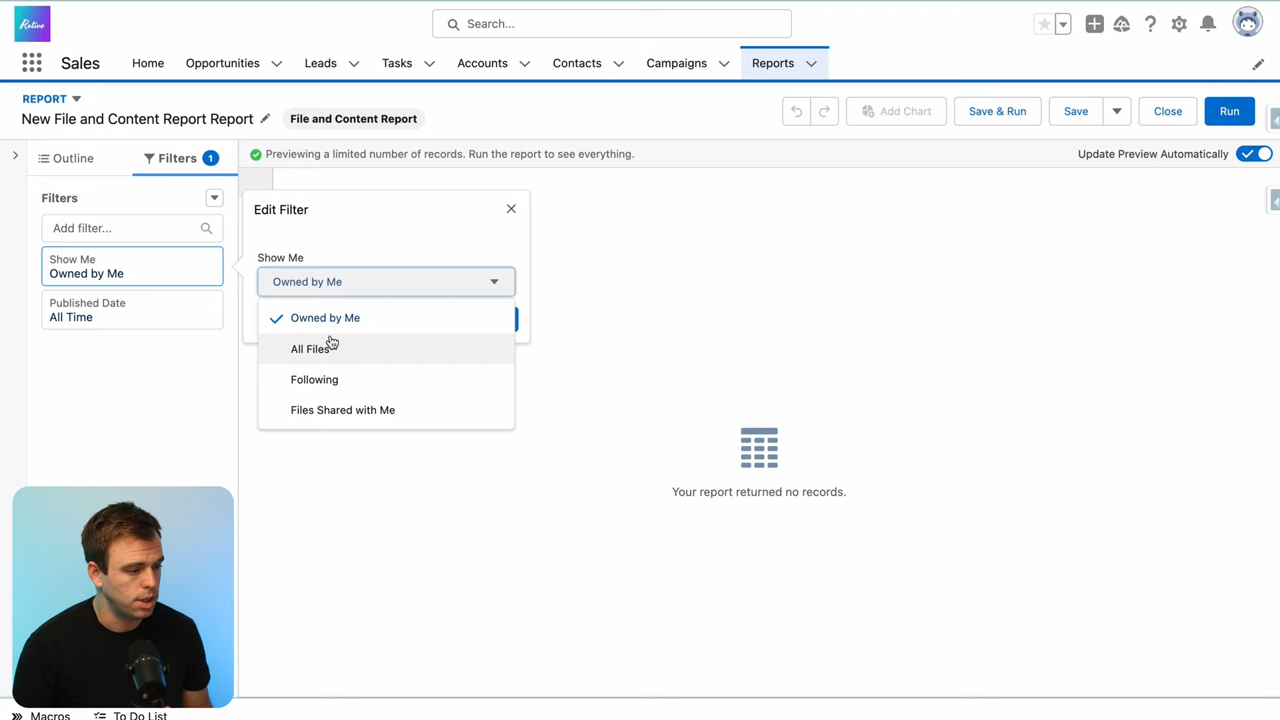 Rotive
Search...
Sales
Home
Opportunities
Leads
Tasks
Accounts
Contacts
Campaigns
Reports
REPORT
New File and Content Report Report
File and Content Report
Add Chart
Save & Run
Save
Close
Run
Outline
Filters 1
Previewing a limited number of records. Run the report to see everything.
Update Preview Automatically
Filters
Add filter...
Show Me
Owned by Me
Published Date
All Time
Edit Filter
Show Me
Owned by Me
Owned by Me
All Files
Following
Files Shared with Me
Your report returned no records.
Macros
To Do List